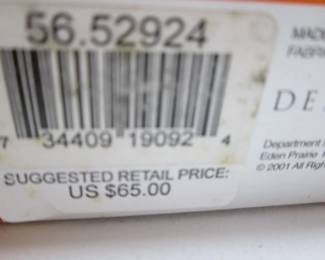 56.52924
7 34409 19092 4
SUGGESTED RETAIL PRICE:
US $65.00
MADE
FABRI
DE
Department
Eden Prairie
© 2001 All Righ